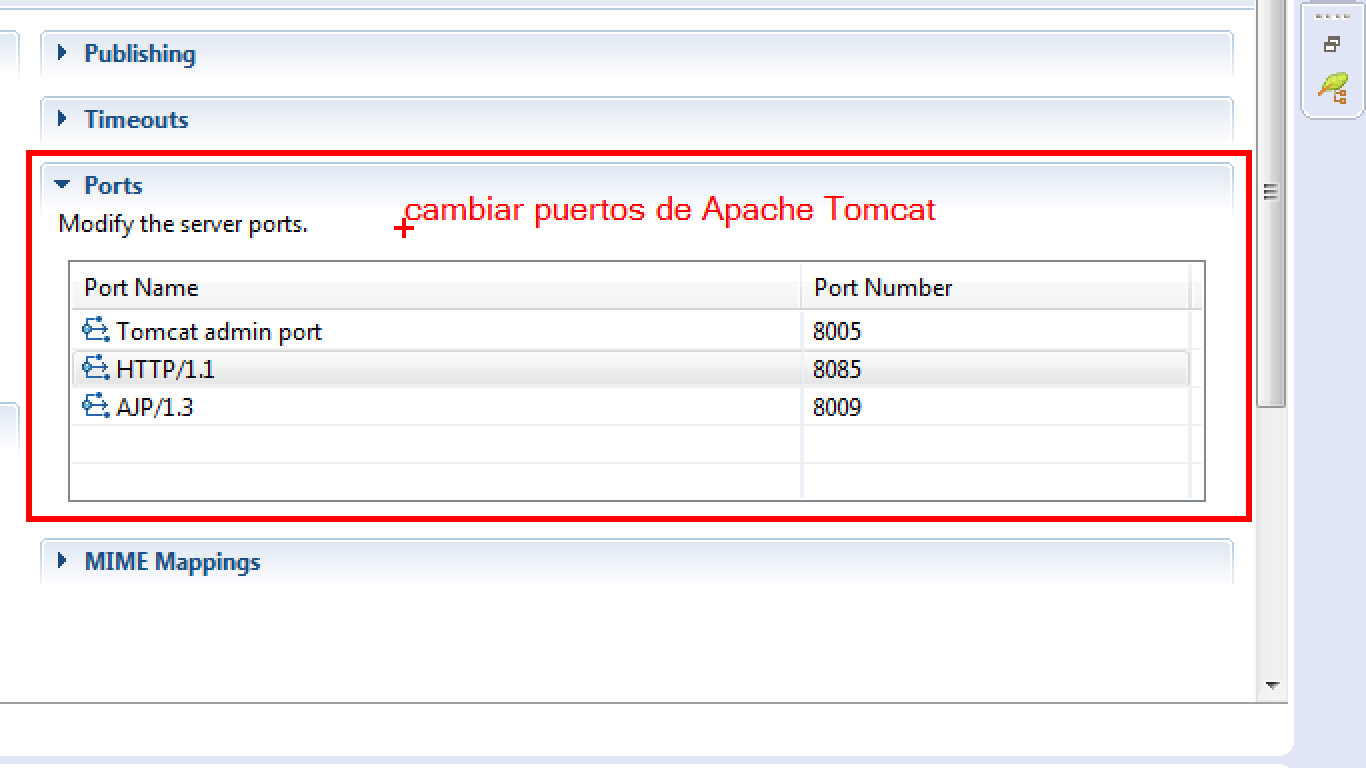 Publishing
Timeouts
Ports
cambiar puertos de Apache Tomcat
Modify the server ports.
Port Name Port Number
Tomcat admin port 8005
HTTP/1.1 8085
AJP/1.3 8009
MIME Mappings